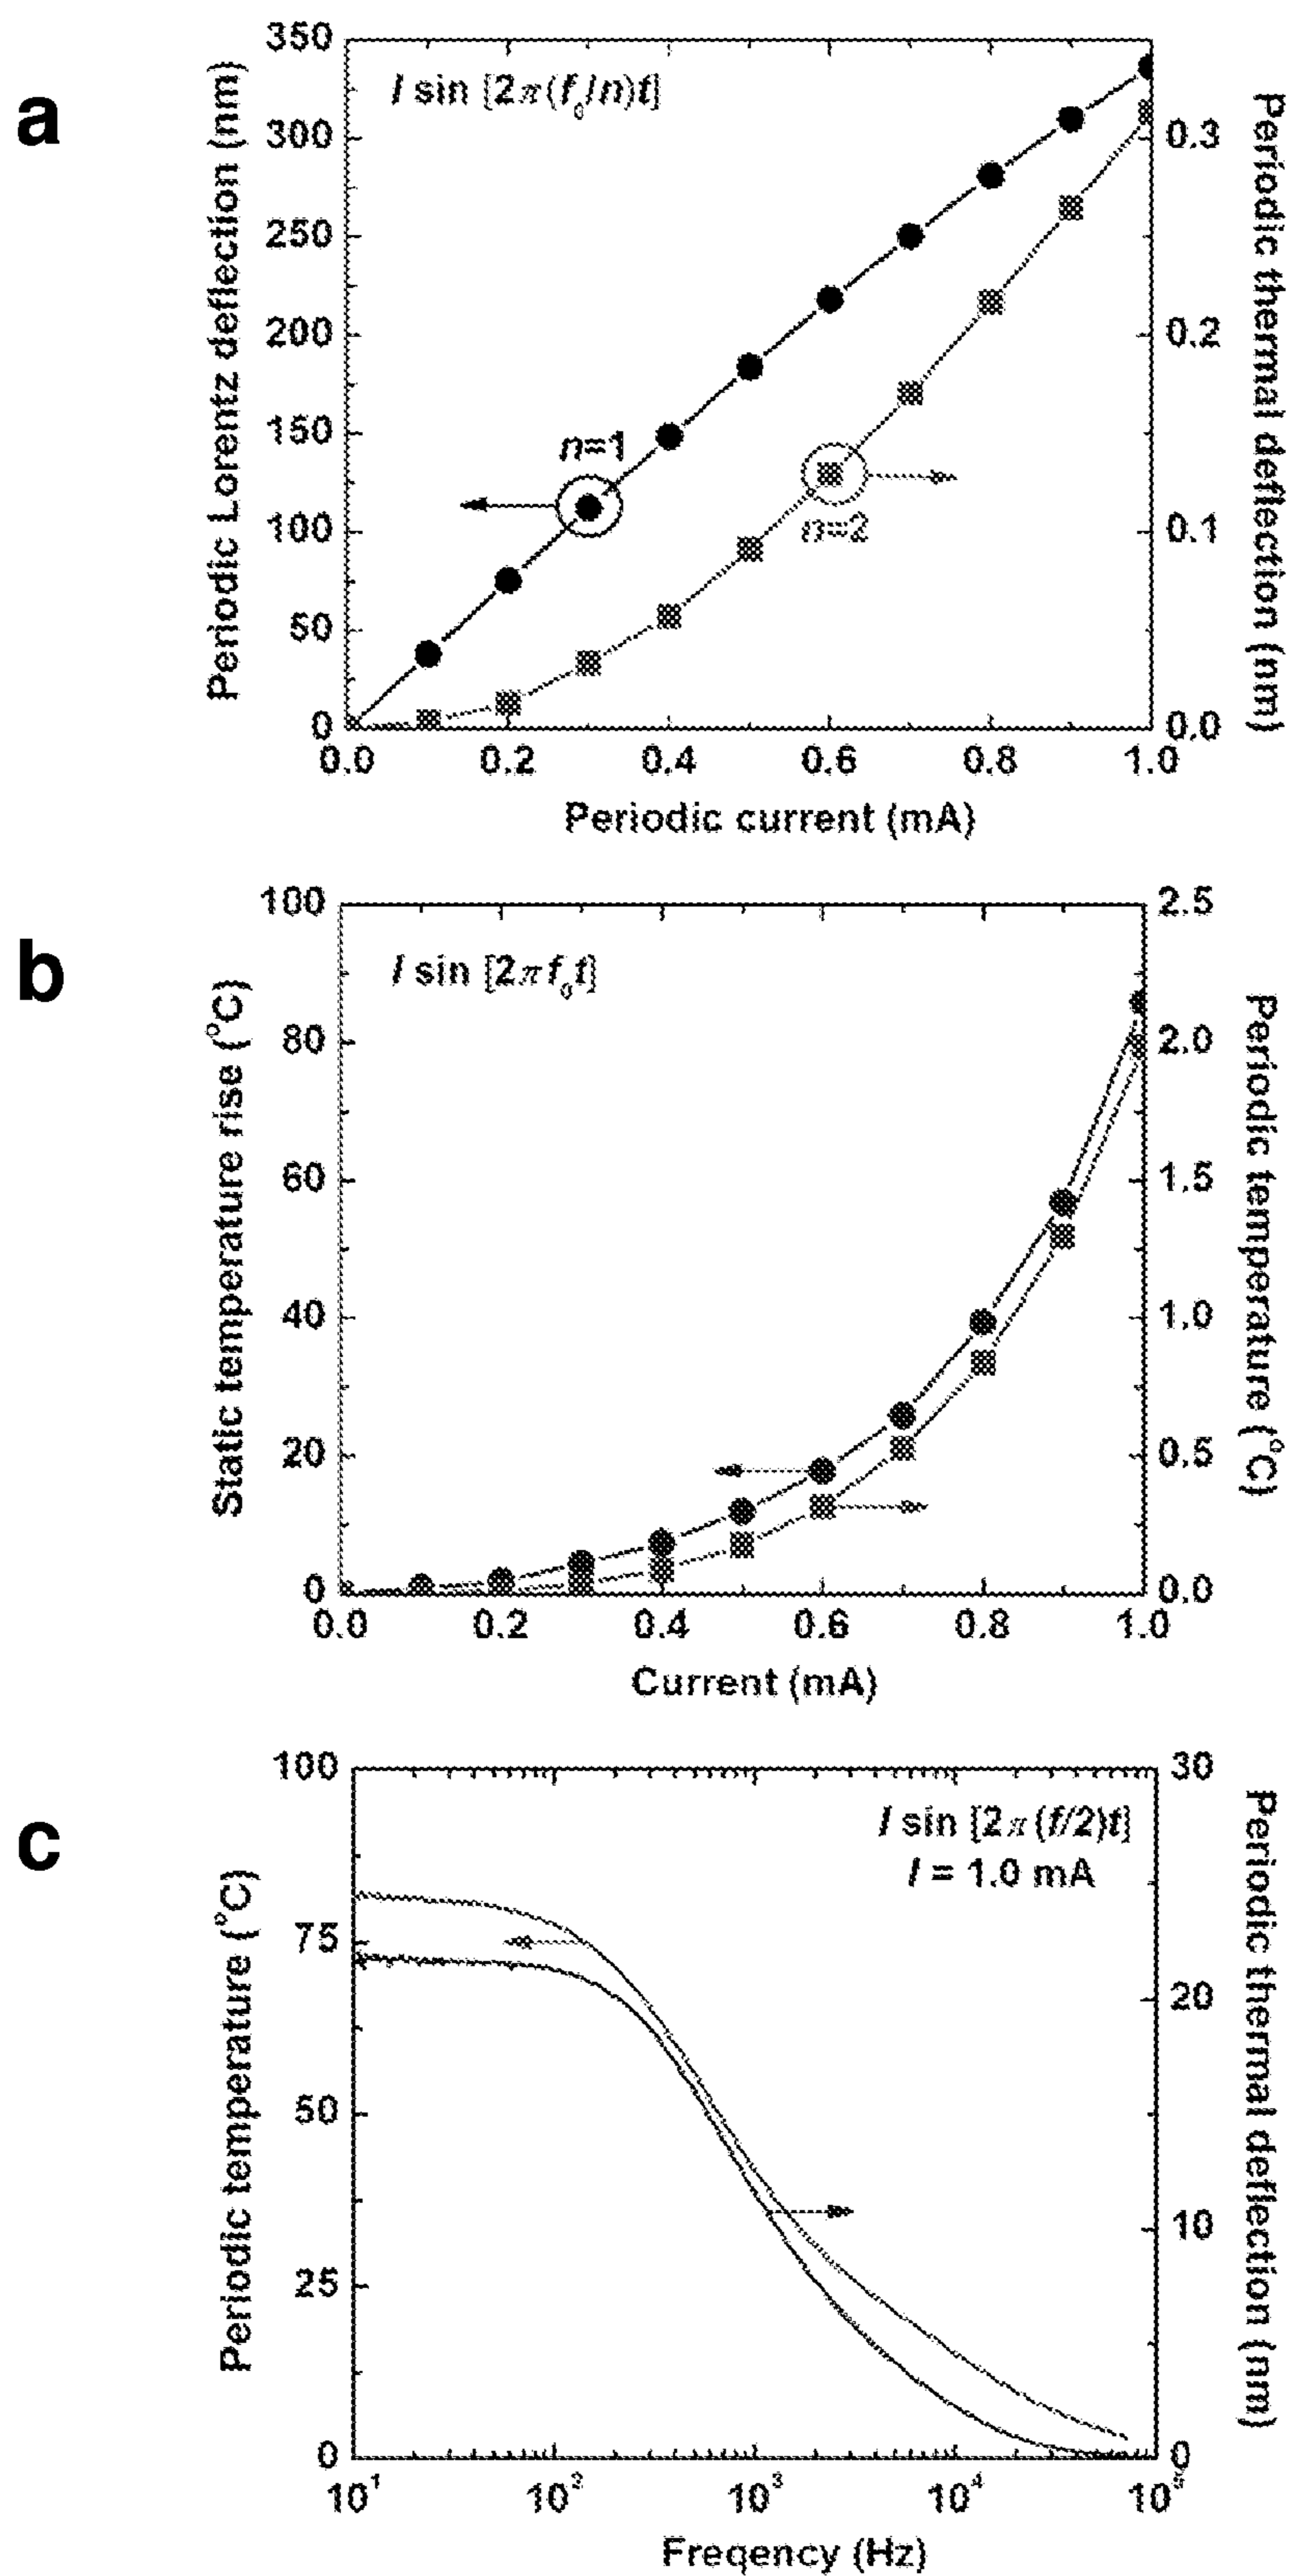 a
I sin [2π(f₀/n)t]
Periodic Lorentz deflection (nm)
350
300
250
200
150
100
50
0
n=1
n=2
0.3
0.2
0.1
0.0
Periodic thermal deflection (nm)
0.0 0.2 0.4 0.6 0.8 1.0
Periodic current (mA)
b
I sin [2πf₀t]
Static temperature rise (°C)
100
80
60
40
20
0
2.5
2.0
1.5
1.0
0.5
0.0
Periodic temperature (°C)
0.0 0.2 0.4 0.6 0.8 1.0
Current (mA)
c
I sin [2π(f/2)t]
I = 1.0 mA
Periodic temperature (°C)
100
75
50
25
0
30
20
10
0
Periodic thermal deflection (nm)
10¹ 10² 10³ 10⁴ 10⁵
Freqency (Hz)